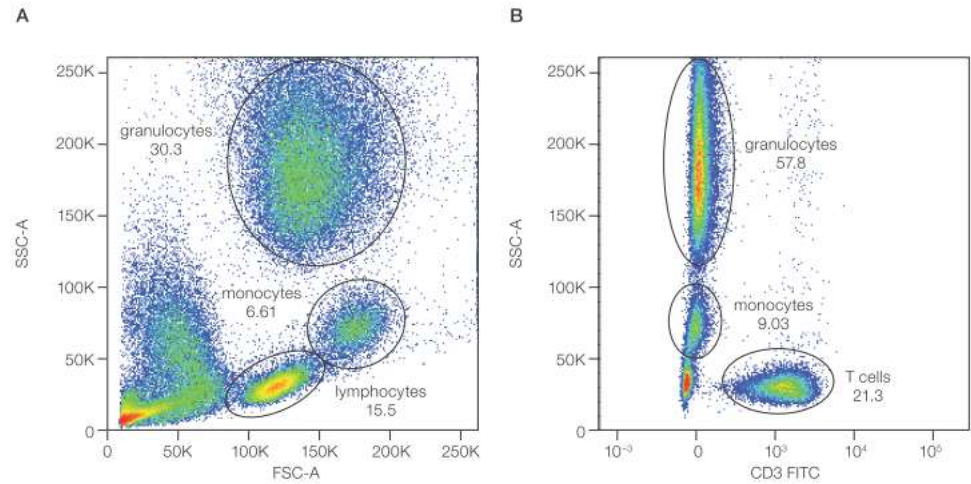 A
250K
200K
150K
100K
50K
0
SSC-A
granulocytes
30.3
monocytes
6.61
lymphocytes
15.5
0
50K
100K
150K
200K
250K
FSC-A
B
250K
200K
150K
100K
50K
0
SSC-A
granulocytes
57.8
monocytes
9.03
T cells
21.3
10⁻³
0
10³
10⁴
10⁵
CD3 FITC